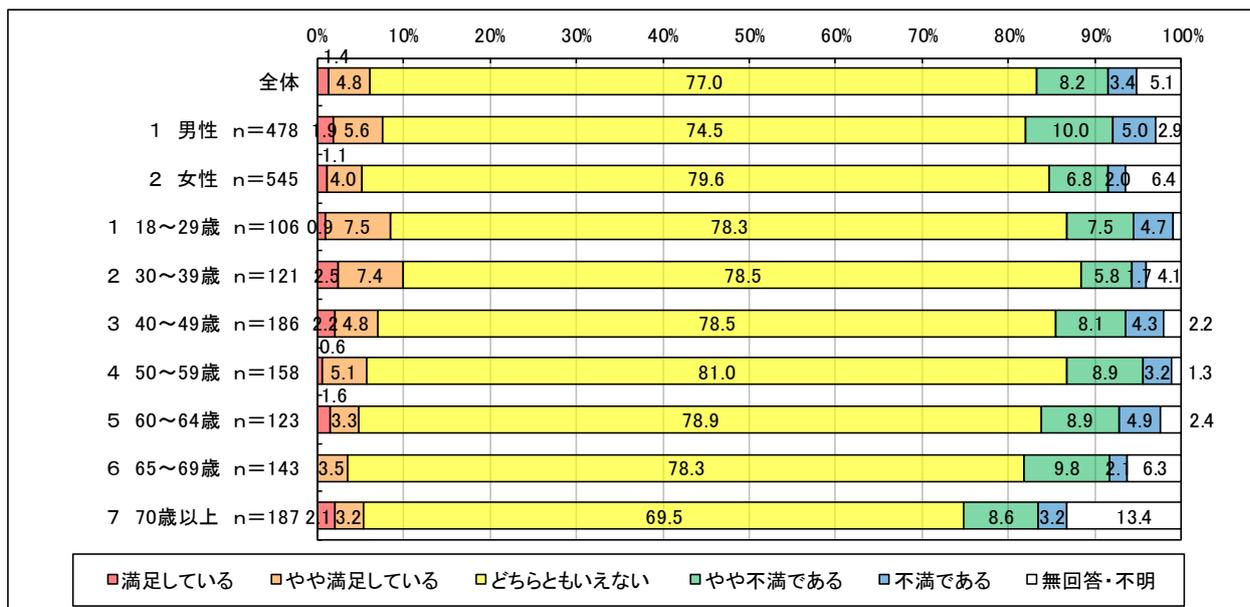 0% 10% 20% 30% 40% 50% 60% 70% 80% 90% 100%
全体 1.4 4.8 77.0 8.2 3.4 5.1
1 男性 n=478 1.9 5.6 74.5 10.0 5.0 2.9
2 女性 n=545 1.1 4.0 79.6 6.8 2.0 6.4
1 18~29歳 n=106 0.9 7.5 78.3 7.5 4.7
2 30~39歳 n=121 2.5 7.4 78.5 5.8 1.7 4.1
3 40~49歳 n=186 2.2 4.8 78.5 8.1 4.3 2.2
4 50~59歳 n=158 0.6 5.1 81.0 8.9 3.2 1.3
5 60~64歳 n=123 1.6 3.3 78.9 8.9 4.9 2.4
6 65~69歳 n=143 3.5 78.3 9.8 2.1 6.3
7 70歳以上 n=187 2.1 3.2 69.5 8.6 3.2 13.4
満足している やや満足している どちらともいえない やや不満である 不満である 無回答・不明